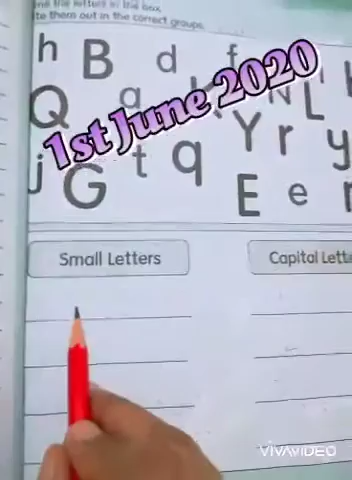 the letters in the box
te them out in the correct groups.
h B d f
Q a N L
1st June 2020
j G t q Y r y
E e
Small Letters
Capital Lette
VIVAVIDEO